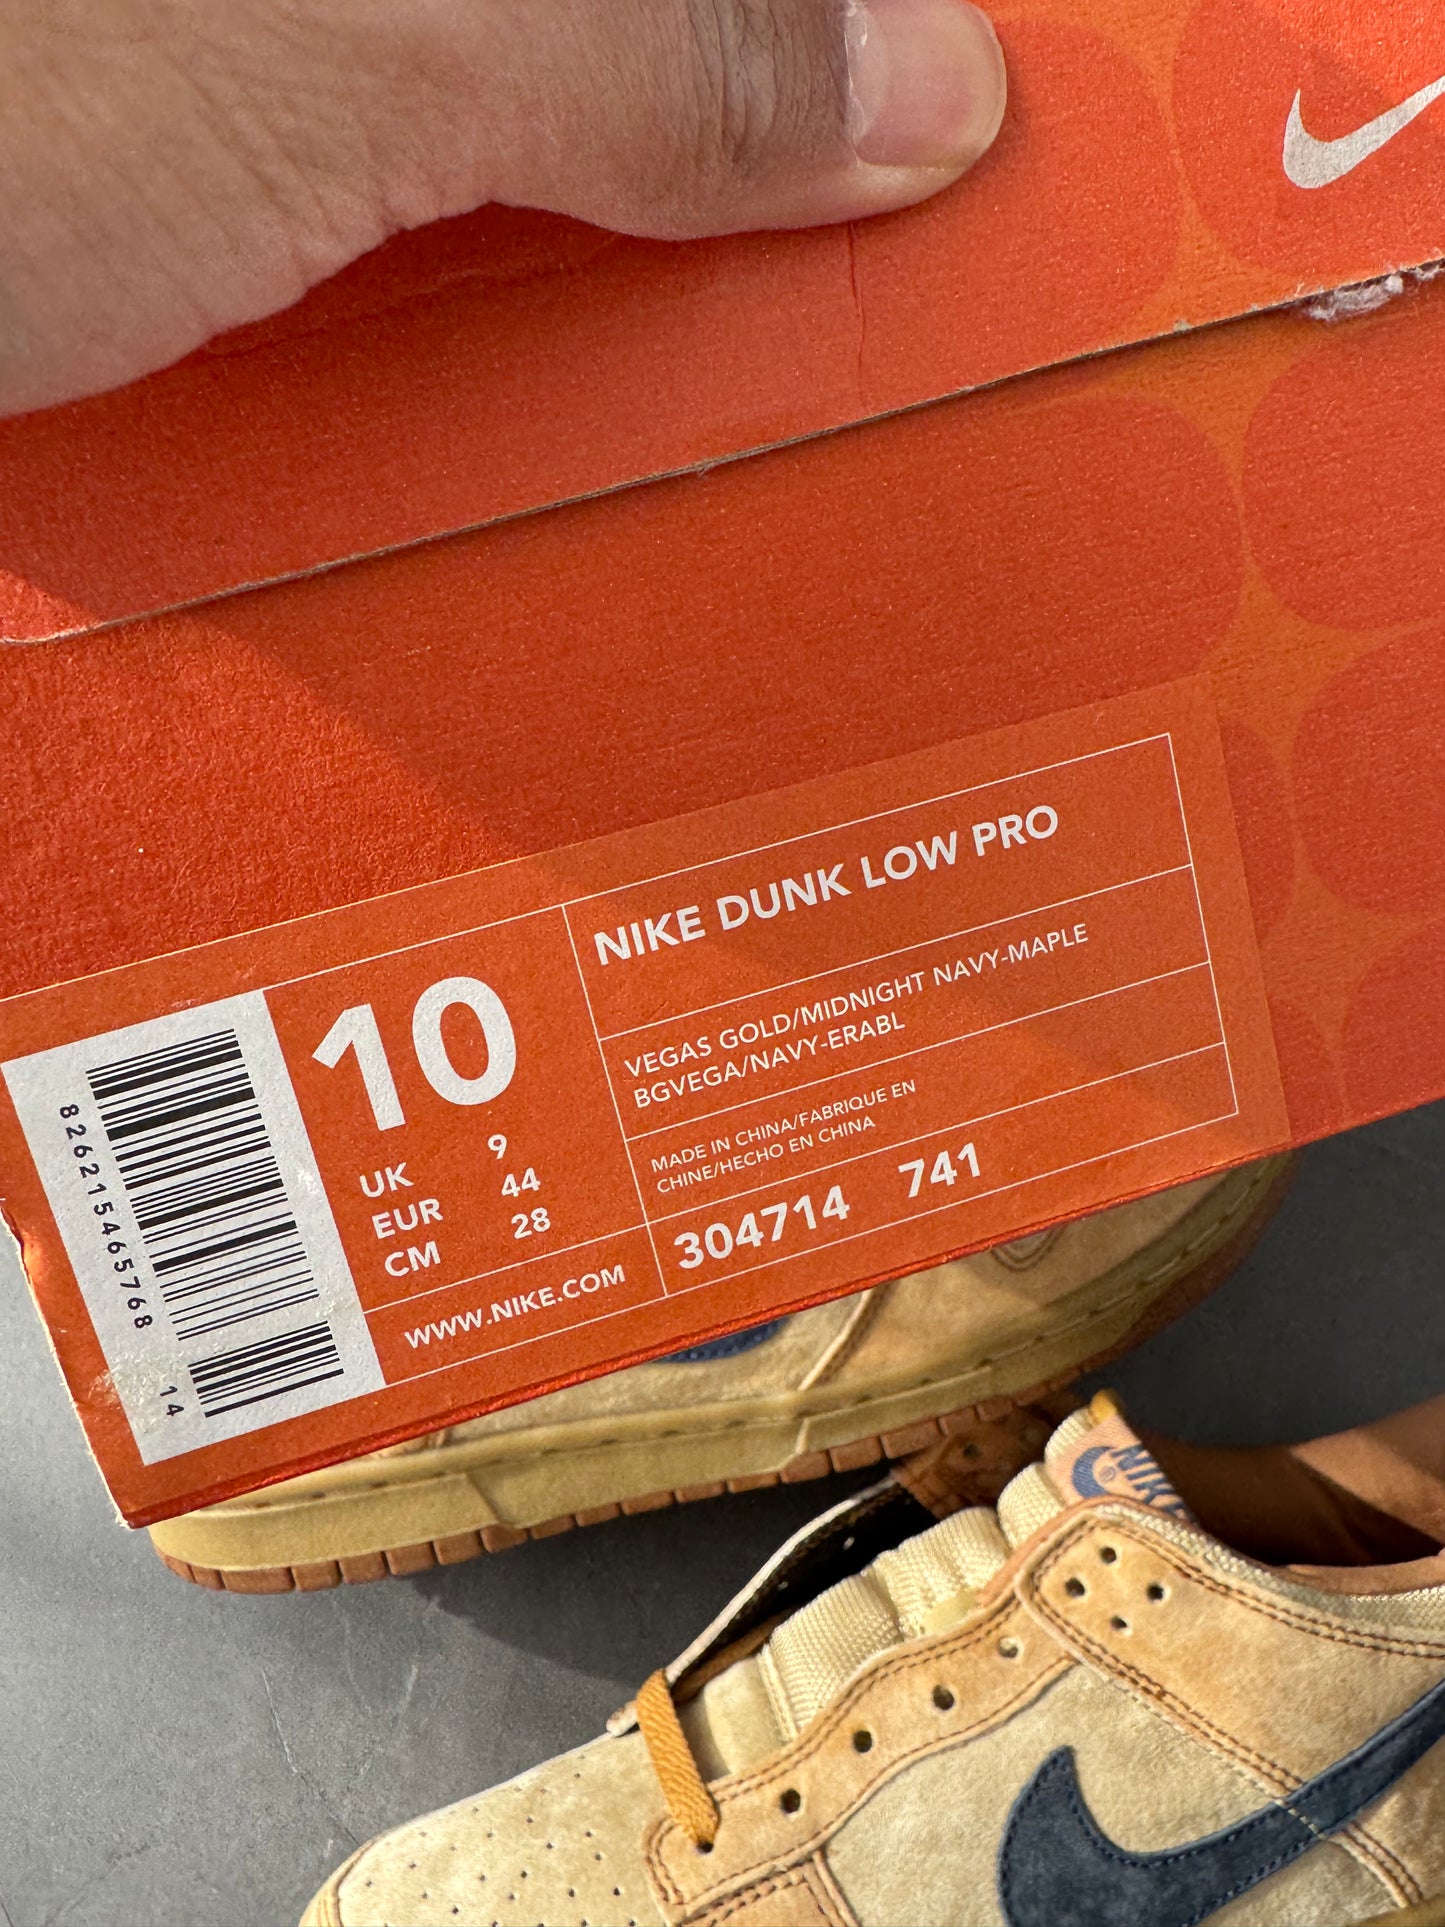 NIKE DUNK LOW PRO
VEGAS GOLD/MIDNIGHT NAVY-MAPLE
BGVEGA/NAVY-ERABL
MADE IN CHINA/FABRIQUE EN
CHINE/HECHO EN CHINA
304714 741
10
UK 9
EUR 44
CM 28
WWW.NIKE.COM
826215465768
14
NIKE